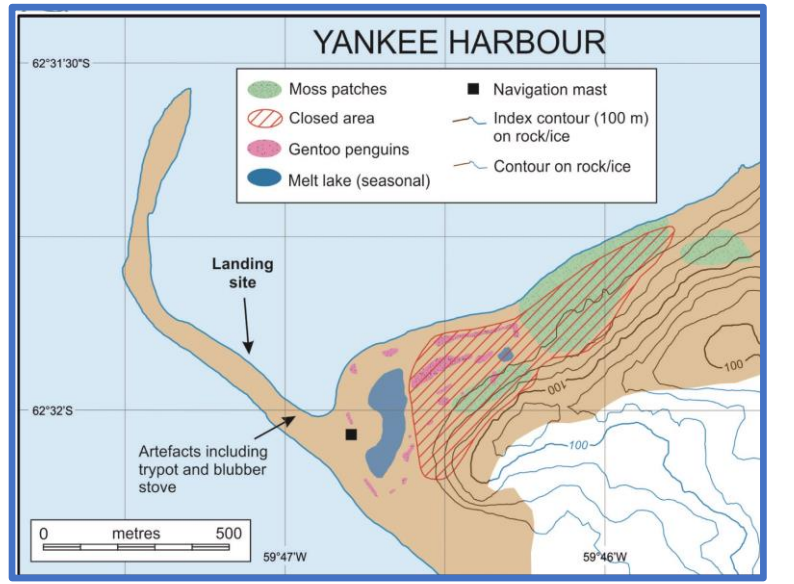 YANKEE HARBOUR
62°31'30"S
Moss patches
Closed area
Gentoo penguins
Melt lake (seasonal)
Navigation mast
Index contour (100 m)
on rock/ice
Contour on rock/ice
Landing
site
100
100
62°32'S
100
Artefacts including
trypot and blubber
stove
0 metres 500
59°47'W
59°46'W